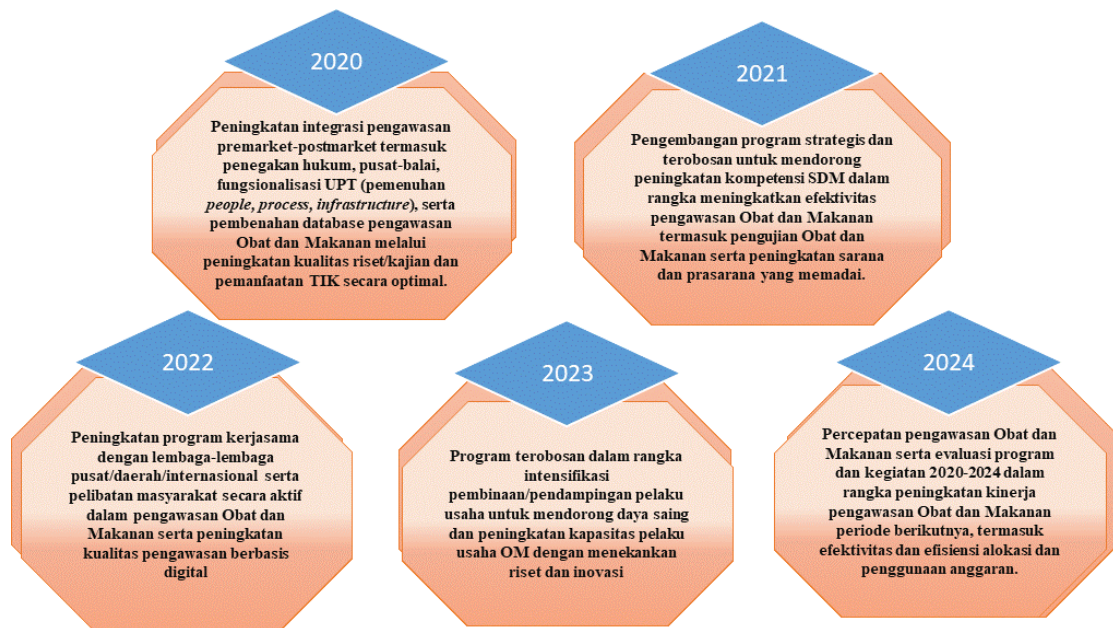 2020
Peningkatan integrasi pengawasan
premarket-postmarket termasuk
penegakan hukum, pusat-balai,
fungsionalisasi UPT (pemenuhan
people, process, infrastructure), serta
pembenahan database pengawasan
Obat dan Makanan melalui
peningkatan kualitas riset/kajian dan
pemanfaatan TIK secara optimal.
2021
Pengembangan program strategis dan
terobosan untuk mendorong
peningkatan kompetensi SDM dalam
rangka meningkatkan efektivitas
pengawasan Obat dan Makanan
termasuk pengujian Obat dan
Makanan serta peningkatan sarana
dan prasarana yang memadai.
2022
Peningkatan program kerjasama
dengan lembaga-lembaga
pusat/daerah/internasional serta
pelibatan masyarakat secara aktif
dalam pengawasan Obat dan
Makanan serta peningkatan
kualitas pengawasan berbasis
digital
2023
Program terobosan dalam rangka
intensifikasi
pembinaan/pendampingan pelaku
usaha untuk mendorong daya saing
dan peningkatan kapasitas pelaku
usaha OM dengan menekankan
riset dan inovasi
2024
Percepatan pengawasan Obat dan
Makanan serta evaluasi program
dan kegiatan 2020-2024 dalam
rangka peningkatan kinerja
pengawasan Obat dan Makanan
periode berikutnya, termasuk
efektivitas dan efisiensi alokasi dan
penggunaan anggaran.